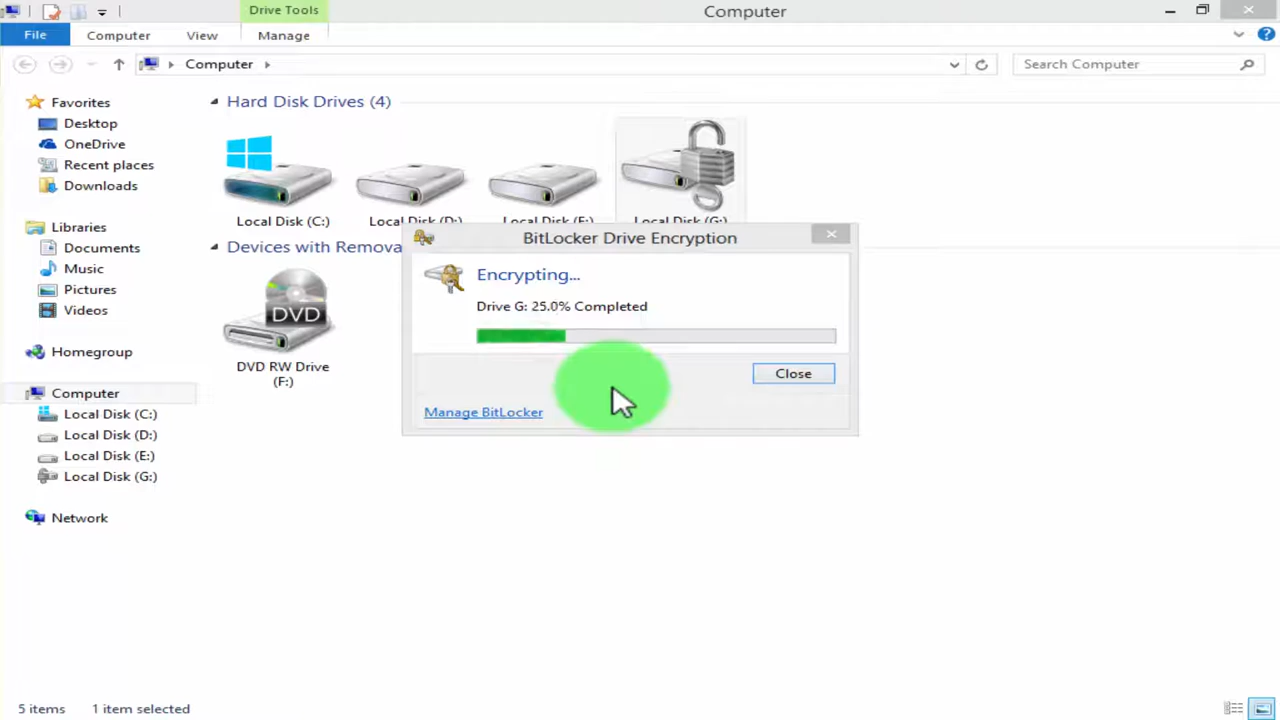 Drive Tools
Computer
File
Computer
View
Manage
Computer
Search Computer
Favorites
Desktop
OneDrive
Recent places
Downloads
Libraries
Documents
Music
Pictures
Videos
Homegroup
Computer
Local Disk (C:)
Local Disk (D:)
Local Disk (E:)
Local Disk (G:)
Network
Hard Disk Drives (4)
Local Disk (C:)
Local Disk (D:)
Local Disk (E:)
Local Disk (G:)
Devices with Remova
DVD
DVD RW Drive
(F:)
BitLocker Drive Encryption
Encrypting...
Drive G: 25.0% Completed
Close
Manage BitLocker
5 items
1 item selected